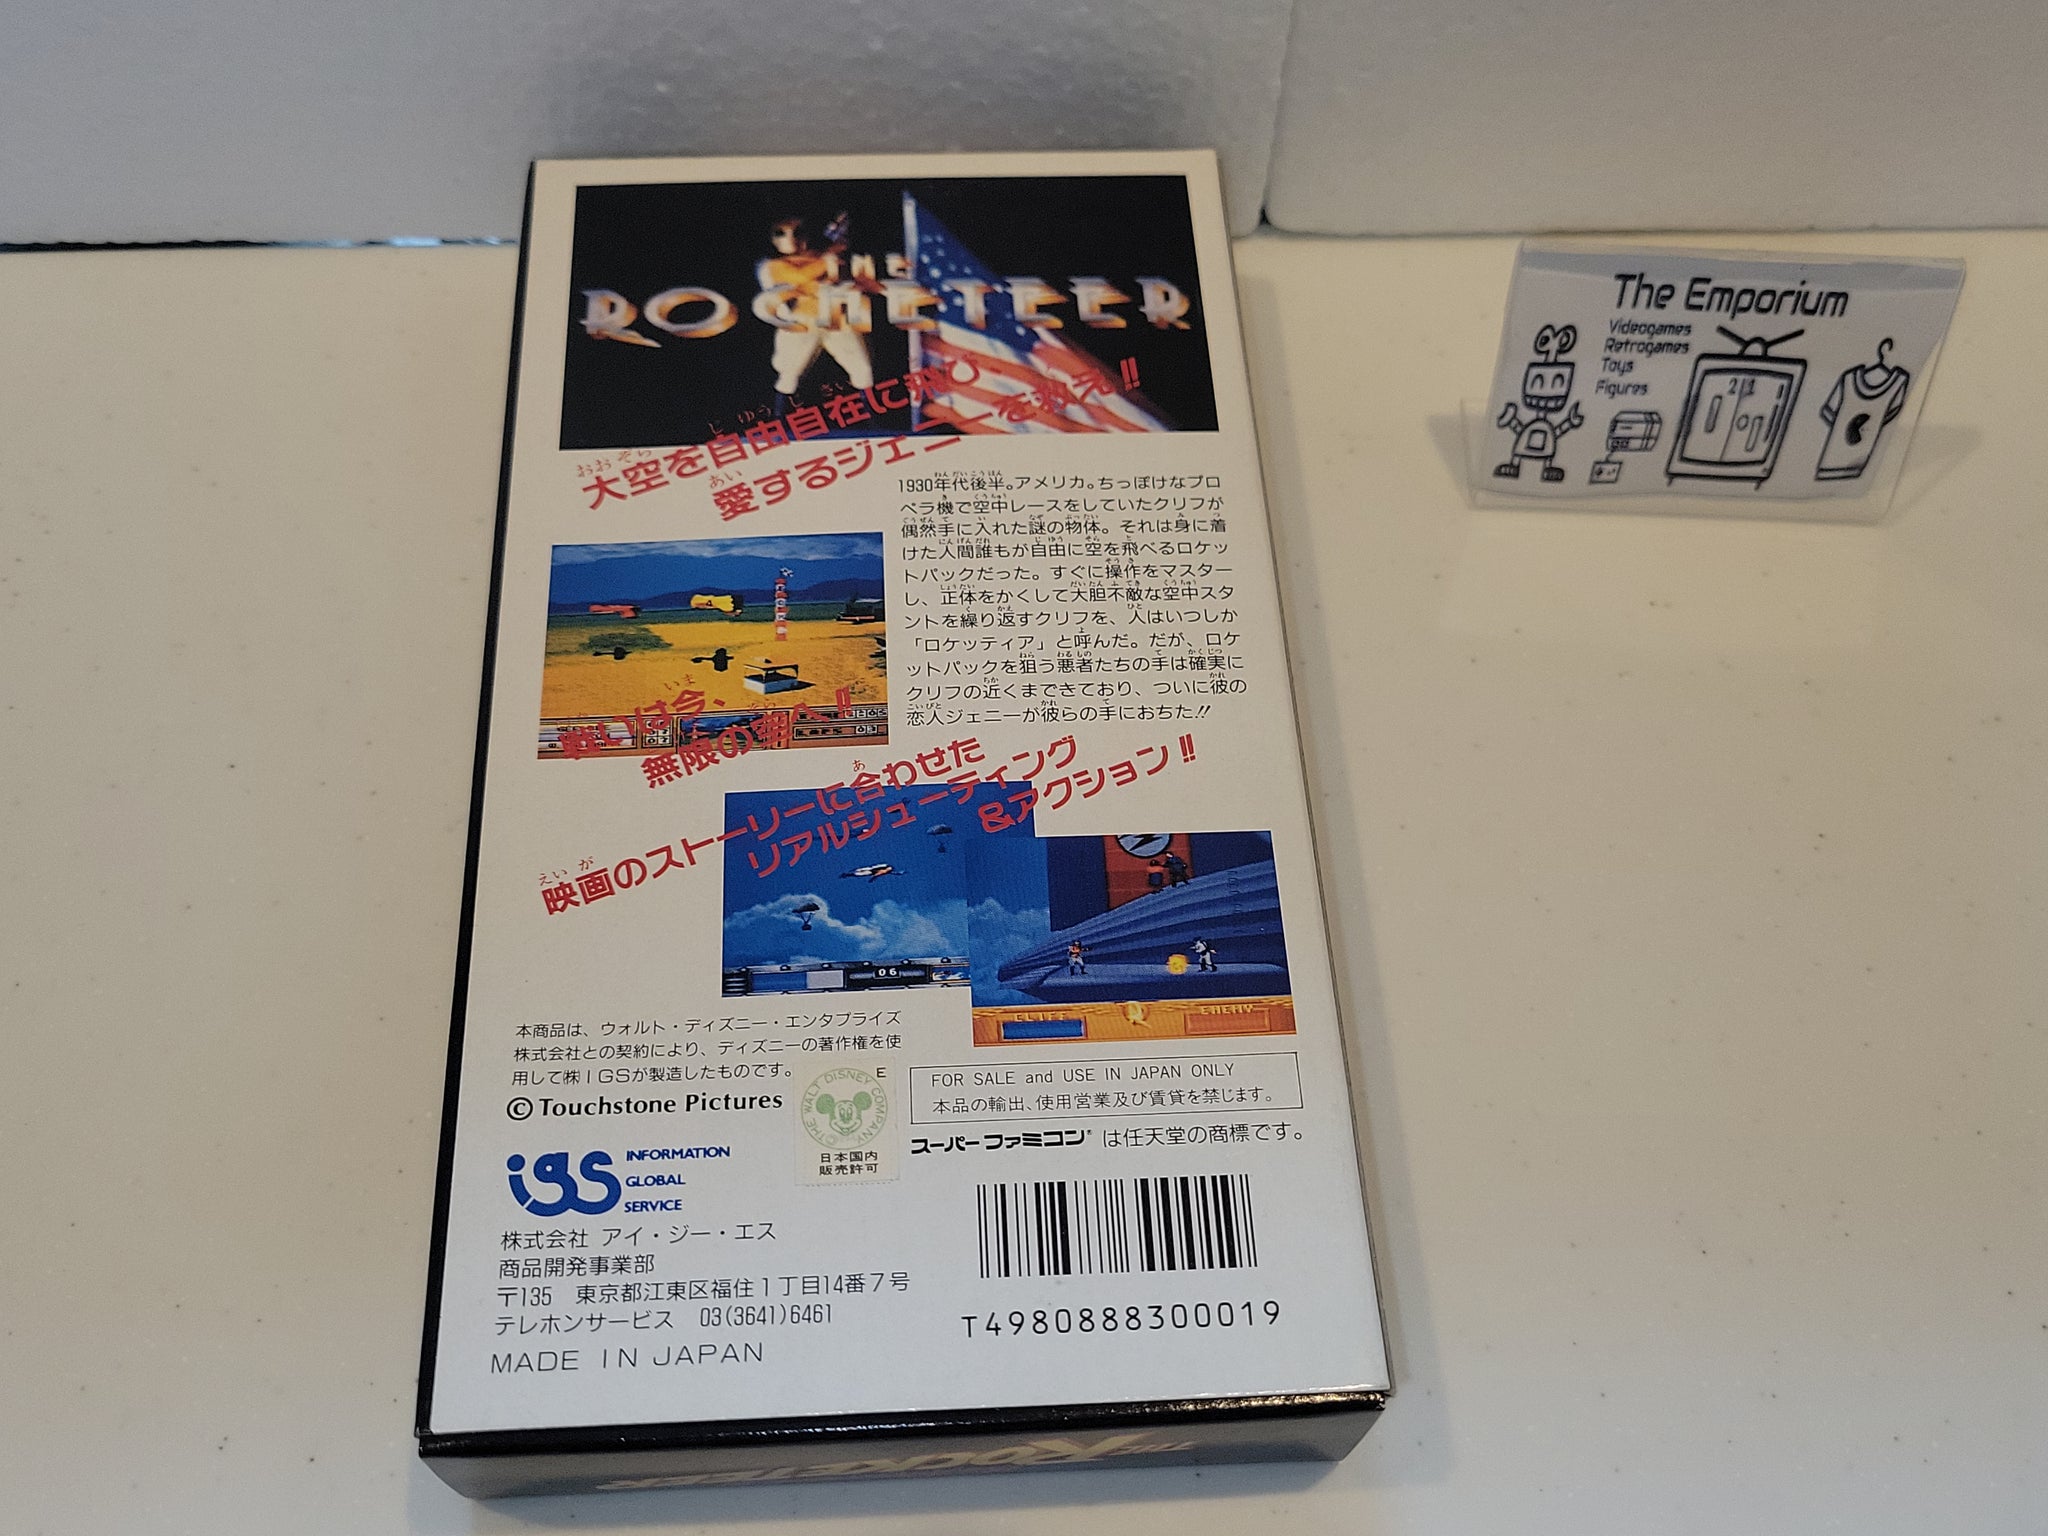 THE
ROCKETEER
大空を自由自在に飛び
愛するジェニーを救え!!
1930年代後半。アメリカ。ちっぽけなプロ
ペラ機で空中レースをしていたクリフが
偶然手に入れた謎の物体。それは身に着
けた人間誰もが自由に空を飛べるロケッ
トパックだった。すぐに操作をマスター
し、正体をかくして大胆不敵な空中スタ
ントを繰り返すクリフを、人はいつしか
「ロケッティア」と呼んだ。だが、ロケ
ットパックを狙う悪者たちの手は確実に
クリフの近くまできており、ついに彼の
恋人ジェニーが彼らの手におちた!!
戦いは今、
無限の空へ!!
映画のストーリーに合わせた
リアルシューティング
&アクション!!
06
CLIFF
ENEMY
本商品は、ウォルト・ディズニー・エンタプライズ
株式会社との契約により、ディズニーの著作権を使
用して㈱IGSが製造したものです。
© Touchstone Pictures
E
©THE WALT DISNEY COMPANY
日本国内
販売許可
FOR SALE and USE IN JAPAN ONLY
本品の輸出、使用営業及び賃貸を禁じます。
スーパーファミコン® は任天堂の商標です。
igs
INFORMATION
GLOBAL
SERVICE
株式会社 アイ・ジー・エス
商品開発事業部
〒135 東京都江東区福住1丁目14番7号
テレホンサービス 03(3641)6461
MADE IN JAPAN
T4980888300019
THE ROCKETEER
The Emporium
Videogames
Retrogames
Toys
Figures